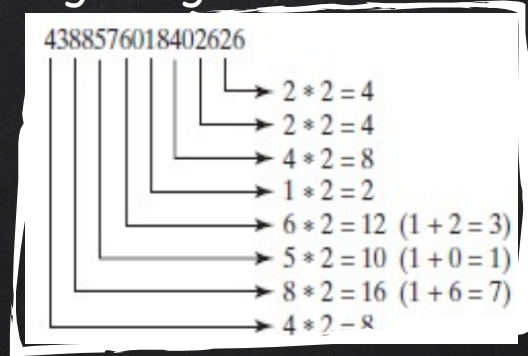 4388576018402626
2 * 2 = 4
2 * 2 = 4
4 * 2 = 8
1 * 2 = 2
6 * 2 = 12 (1 + 2 = 3)
5 * 2 = 10 (1 + 0 = 1)
8 * 2 = 16 (1 + 6 = 7)
4 * 2 = 8